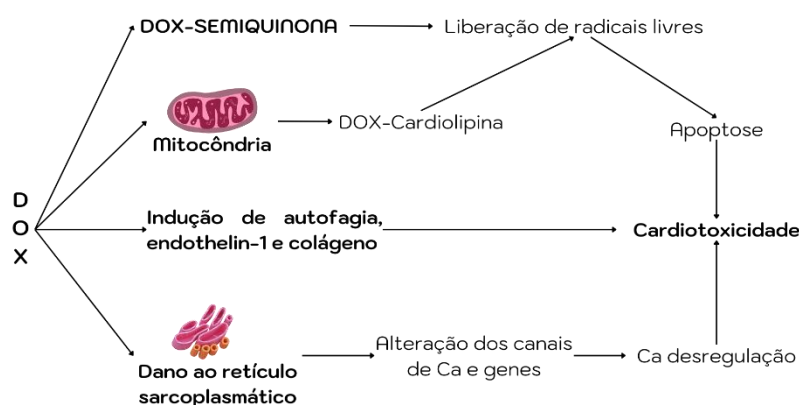 DOX-SEMIQUINONA
Liberação de radicais livres
Mitocôndria
DOX-Cardiolipina
Apoptose
D
O
X
Indução de autofagia,
endothelin-1 e colágeno
Cardiotoxicidade
Dano ao retículo
sarcoplasmático
Alteração dos canais
de Ca e genes
Ca desregulação